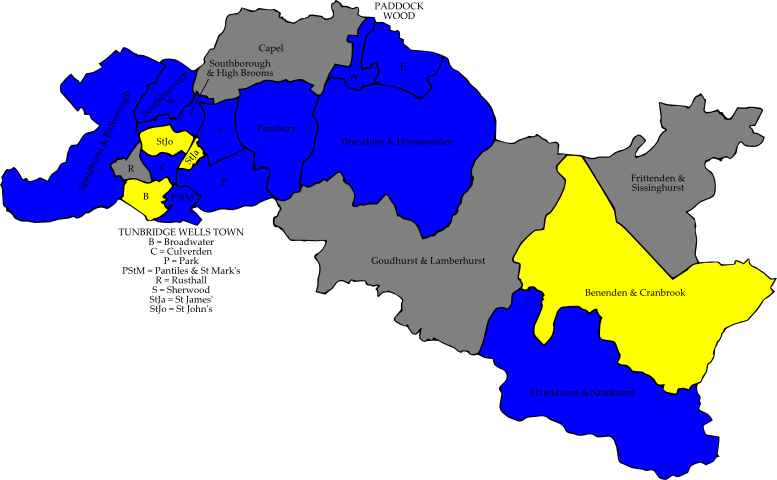 PADDOCK
WOOD
Capel
Southborough
& High Brooms
W
E
Southborough
N
Speldhurst & Bidborough
StJo
StJa
S
Pembury
Brenchley & Horsmonden
R
C
P
B
PStM
Frittenden &
Sissinghurst
TUNBRIDGE WELLS TOWN
B = Broadwater
C = Culverden
P = Park
PStM = Pantiles & St Mark's
R = Rusthall
S = Sherwood
StJa = St James'
StJo = St John's
Goudhurst & Lamberhurst
Benenden & Cranbrook
Hawkhurst & Sandhurst